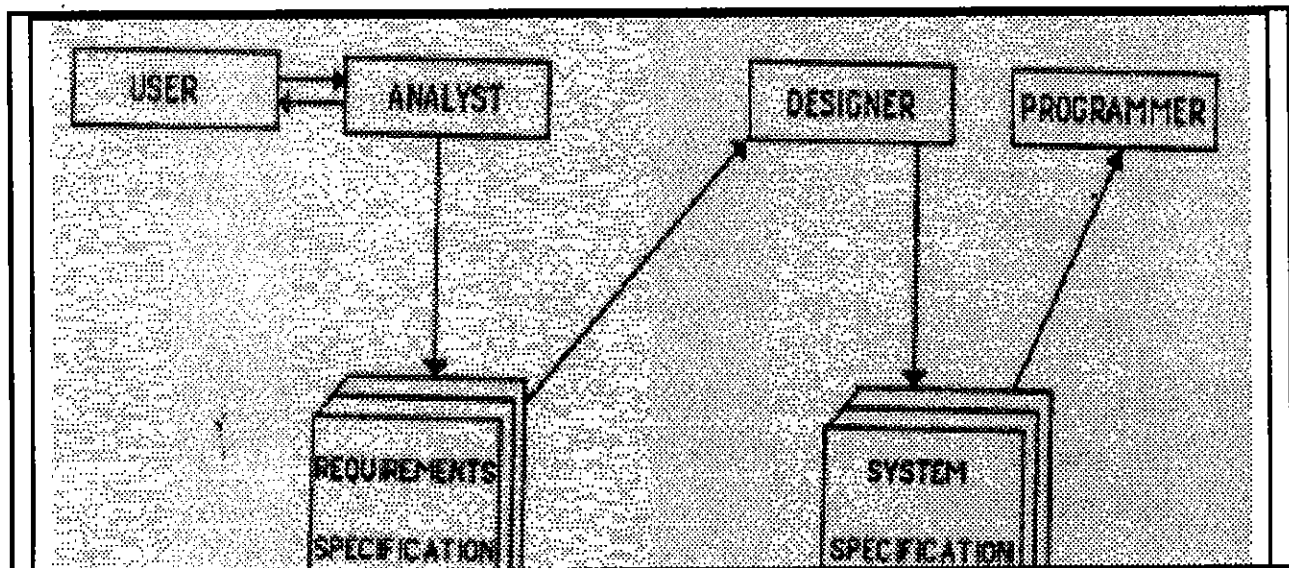 USER
ANALYST
DESIGNER
PROGRAMMER
REQUIREMENTS
SPECIFICATION
SYSTEM
SPECIFICATION